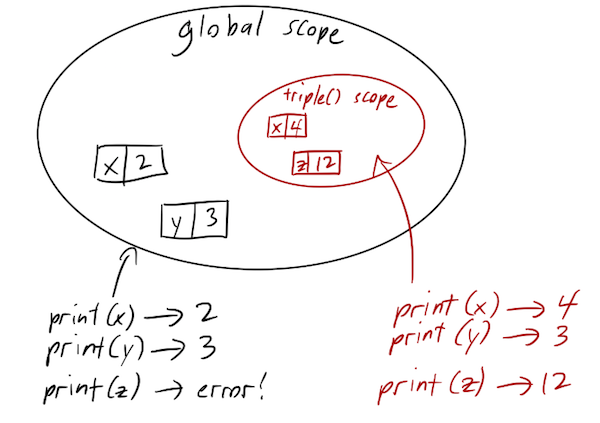 global scope
triple() scope
x 4
z 12
x 2
y 3
print(x) → 2
print(y) → 3
print(z) → error!
print(x) → 4
print(y) → 3
print(z) → 12